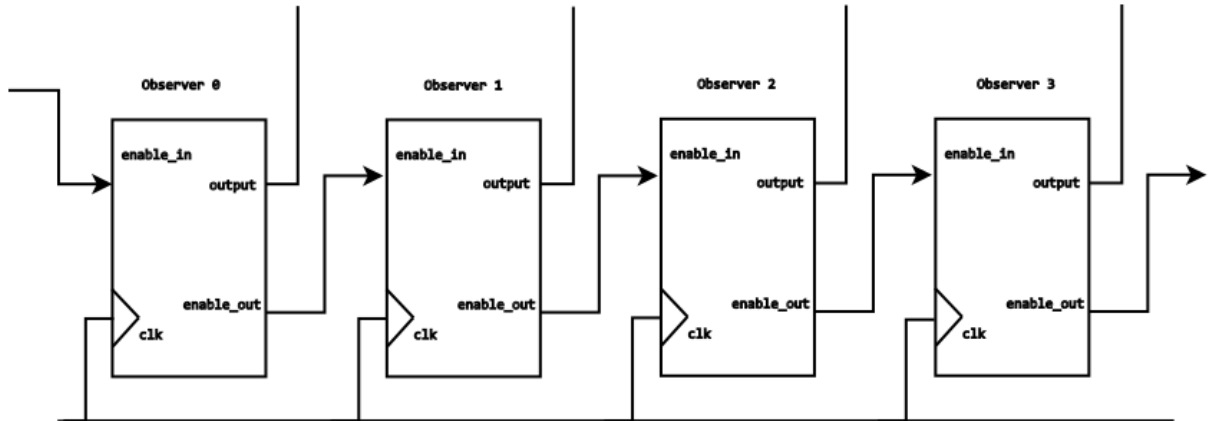 Observer 0
Observer 1
Observer 2
Observer 3
enable_in
enable_in
enable_in
enable_in
output
output
output
output
enable_out
enable_out
enable_out
enable_out
clk
clk
clk
clk